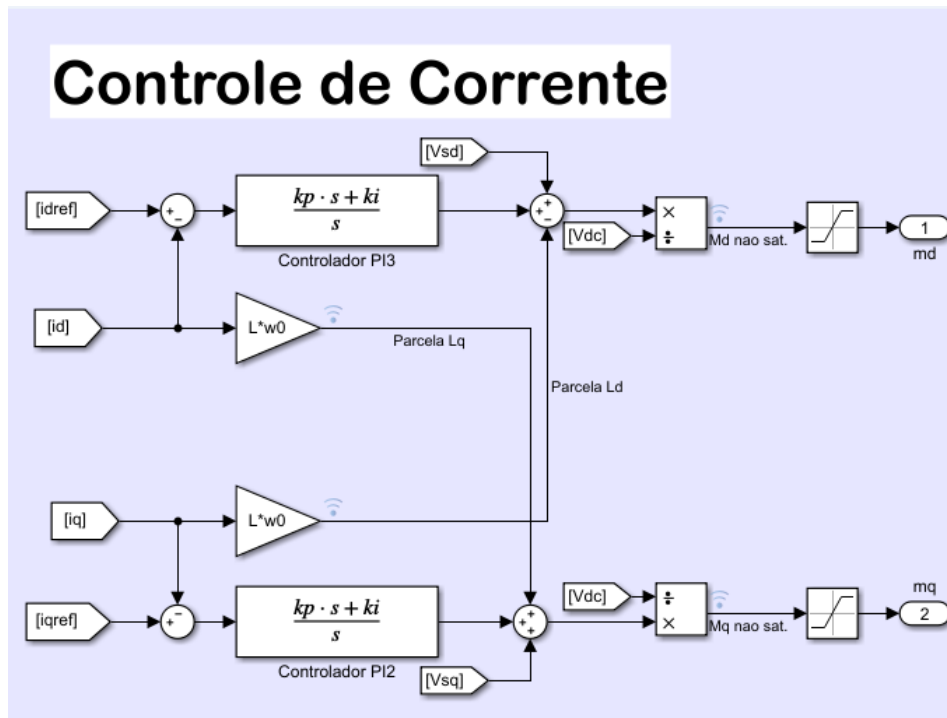 Controle de Corrente
[Vsd]
[idref]
+
−
kp · s + ki
s
Controlador PI3
+
+
−
[Vdc]
×
÷
Md nao sat.
1
md
[id]
L*w0
Parcela Lq
Parcela Ld
[iq]
L*w0
[iqref]
−
+
kp · s + ki
s
Controlador PI2
+
+
+
[Vdc]
÷
×
Mq nao sat.
mq
2
[Vsq]